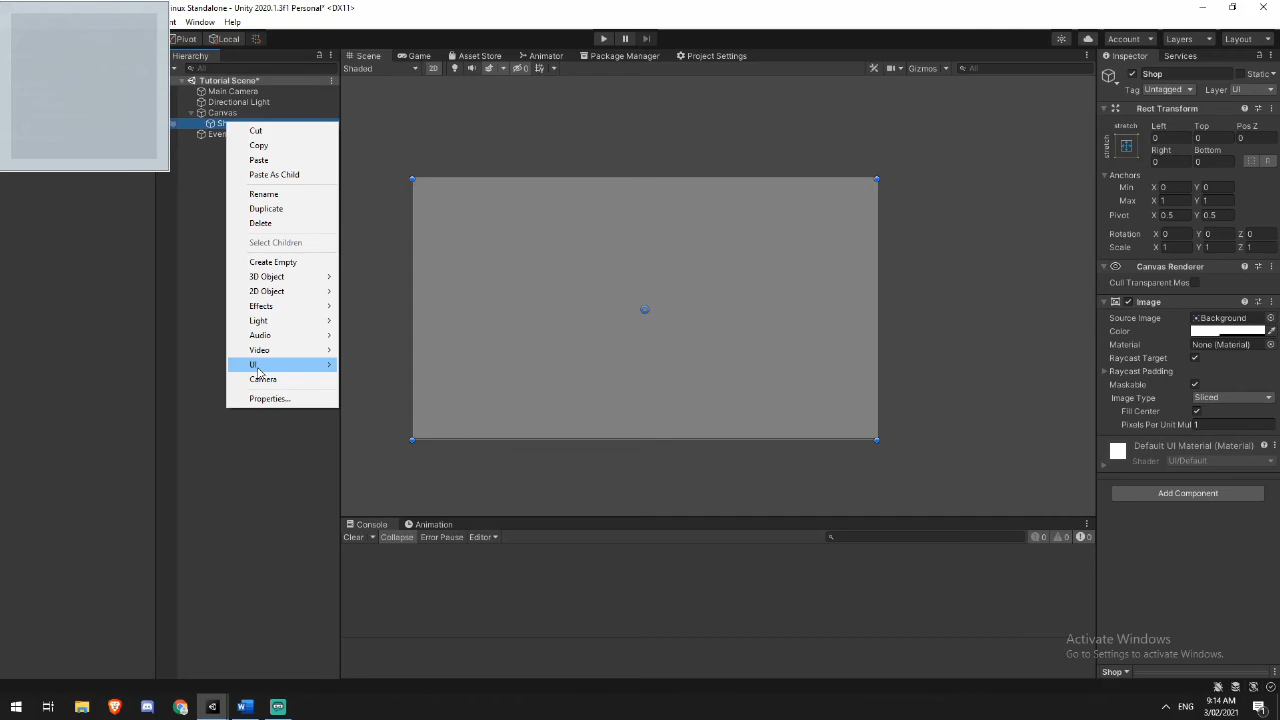 inux Standalone - Unity 2020.1.3f1 Personal* <DX11>
nt Window Help
Pivot Local
Account Layers Layout
Hierarchy
All
Tutorial Scene*
Main Camera
Directional Light
Canvas
Cut
Copy
Paste
Paste As Child
Rename
Duplicate
Delete
Select Children
Create Empty
3D Object
2D Object
Effects
Light
Audio
Video
UI
Camera
Properties...
Scene Game Asset Store Animator Package Manager Project Settings
Shaded 2D 0 Gizmos All
Console Animation
Clear Collapse Error Pause Editor 0 0 0
Inspector Services
Shop Static
Tag Untagged Layer UI
Rect Transform
stretch Left Top Pos Z
stretch 0 0 0
Right Bottom
0 0 R
Anchors
Min X 0 Y 0
Max X 1 Y 1
Pivot X 0.5 Y 0.5
Rotation X 0 Y 0 Z 0
Scale X 1 Y 1 Z 1
Canvas Renderer
Cull Transparent Mes
Image
Source Image Background
Color
Material None (Material)
Raycast Target
Raycast Padding
Maskable
Image Type Sliced
Fill Center
Pixels Per Unit Mul 1
Default UI Material (Material)
Shader UI/Default
Add Component
Activate Windows
Go to Settings to activate Windows.
Shop
ENG 9:14 AM
3/02/2021
1